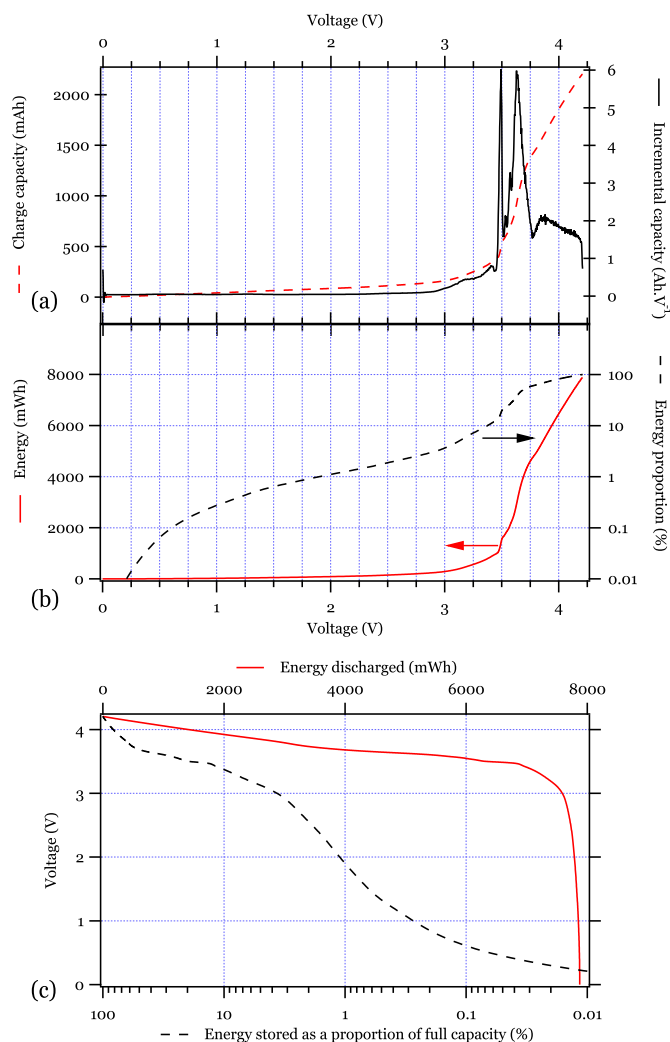 Voltage (V)
0 1 2 3 4
Charge capacity (mAh)
2000
1500
1000
500
0
6
5
4
3
2
1
0
Incremental capacity (Ah.V⁻¹)
(a)
Energy (mWh)
8000
6000
4000
2000
0
100
10
1
0.1
0.01
Energy proportion (%)
(b)
0 1 2 3 4
Voltage (V)
Energy discharged (mWh)
0 2000 4000 6000 8000
Voltage (V)
4
3
2
1
0
(c)
100 10 1 0.1 0.01
Energy stored as a proportion of full capacity (%)